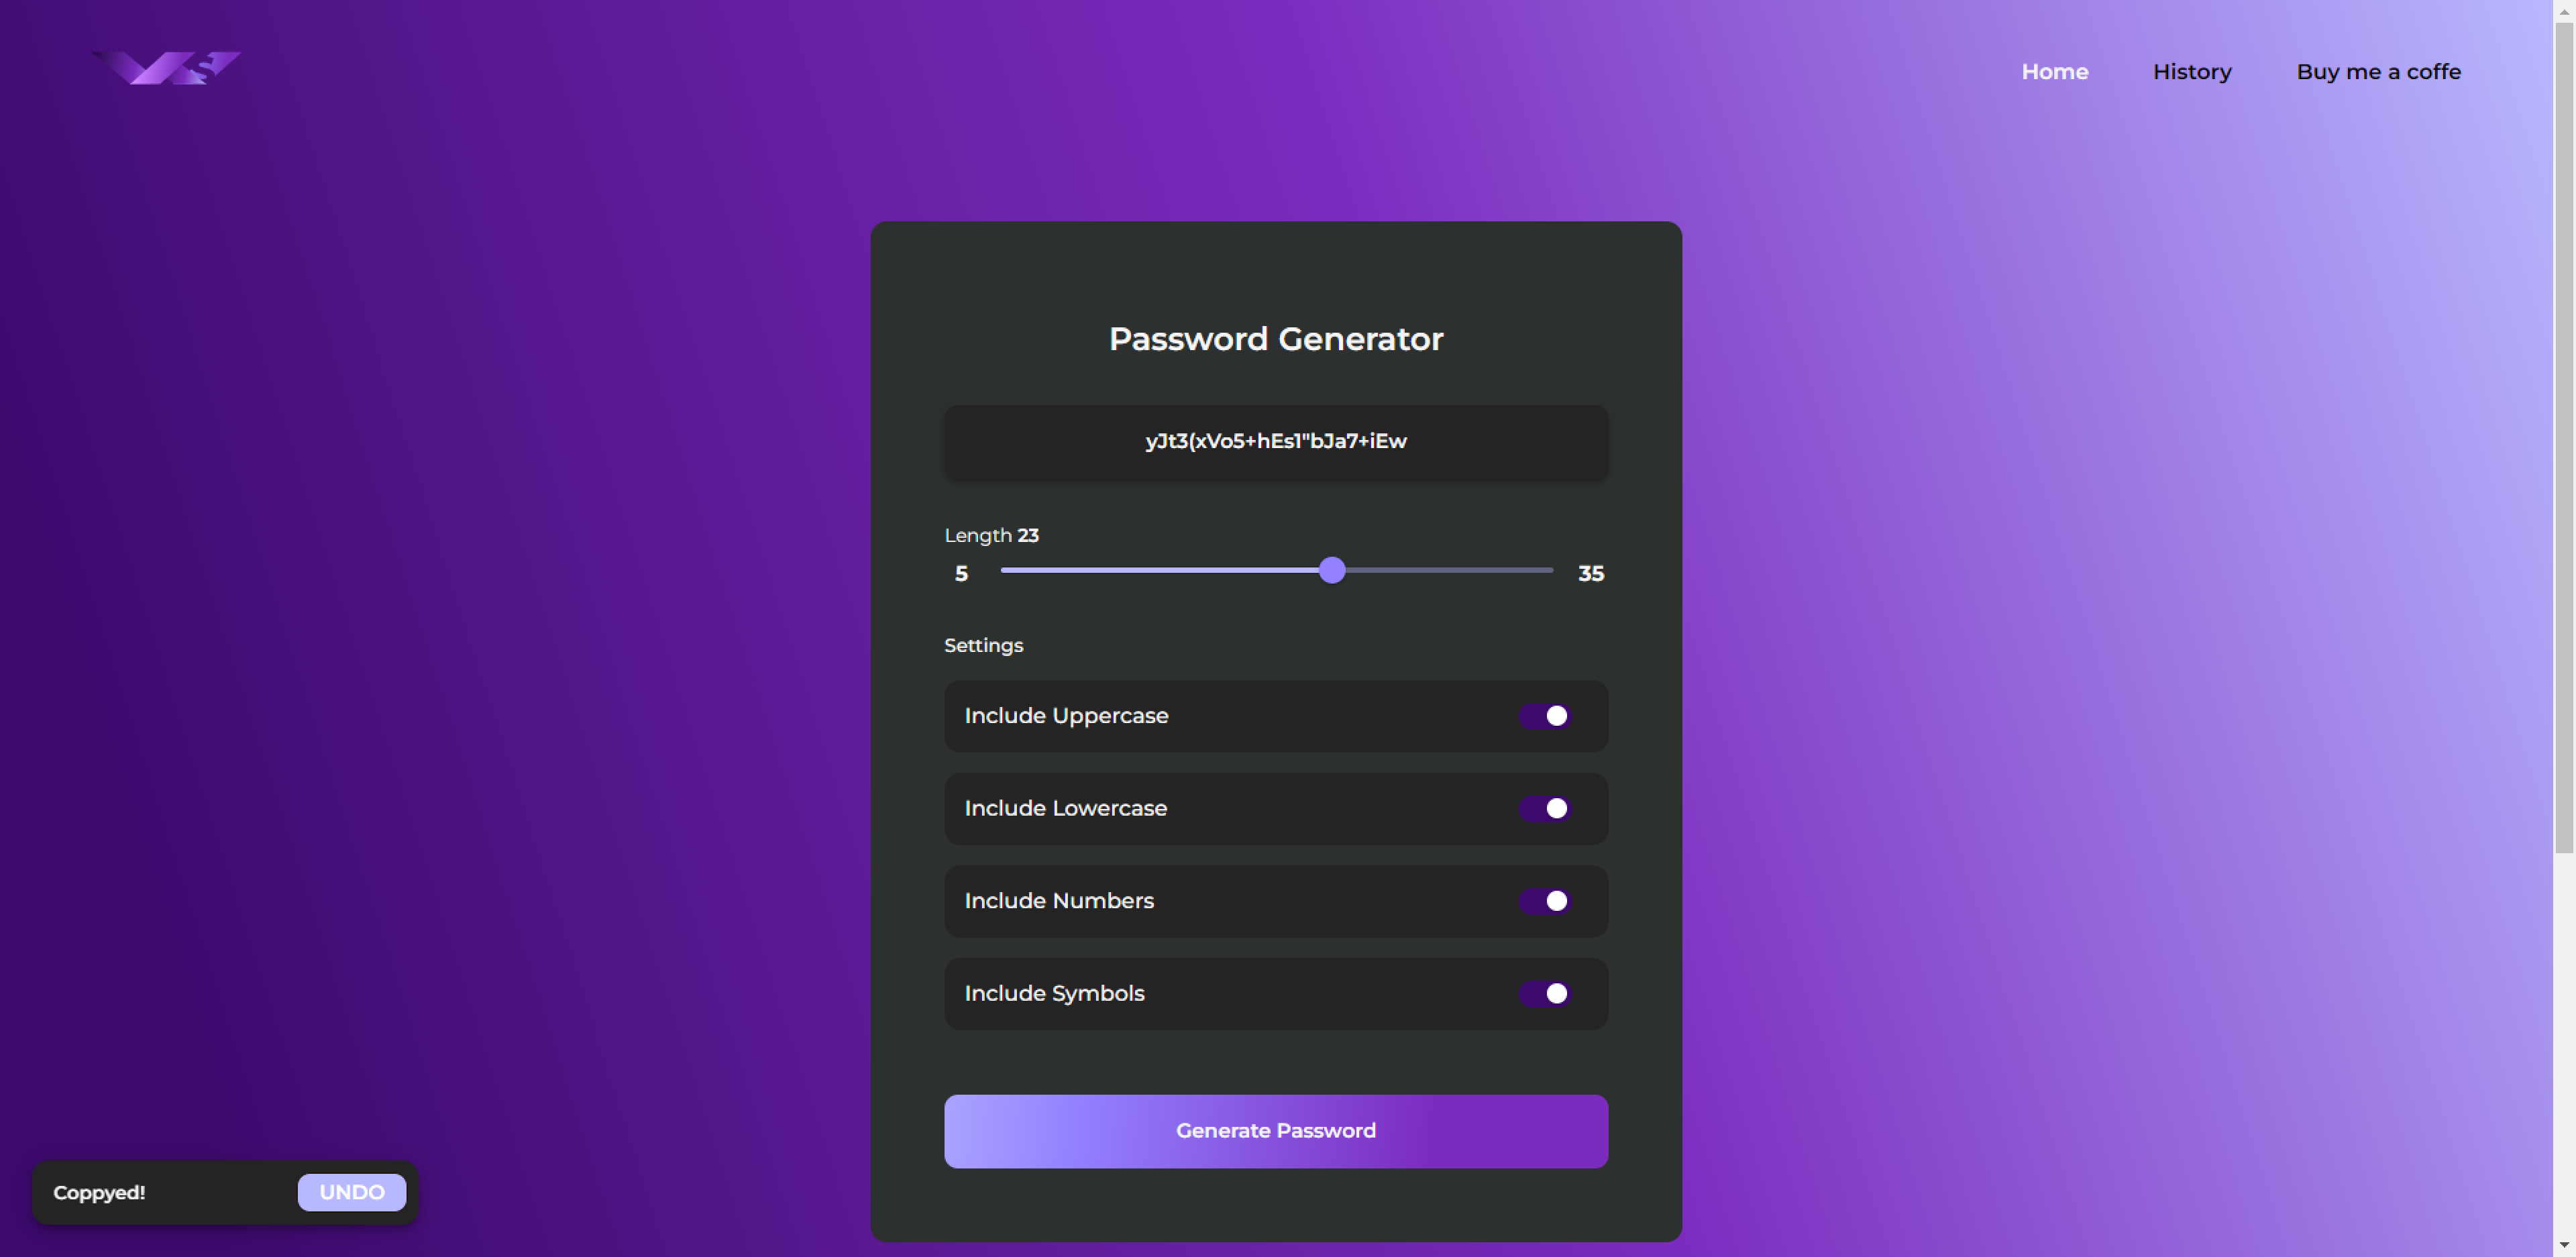 Home History Buy me a coffe
Password Generator
yJt3(xVo5+hEs1"bJa7+iEw
Length 23
5 35
Settings
Include Uppercase
Include Lowercase
Include Numbers
Include Symbols
Generate Password
Coppyed! UNDO